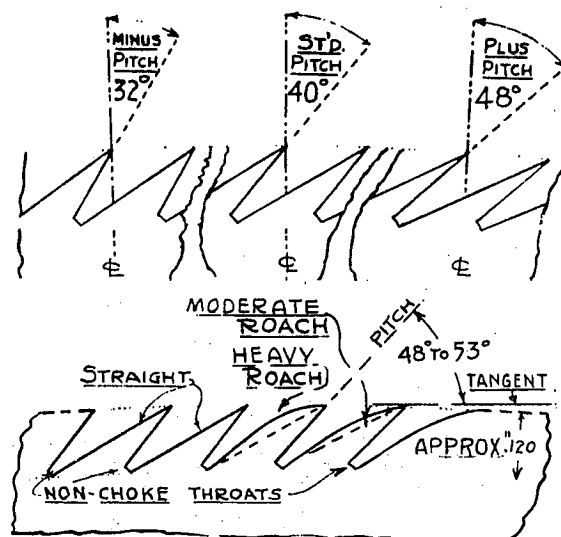 MINUS
PITCH
32°
ST'D.
PITCH
40°
PLUS
PITCH
48°
℄
℄
℄
MODERATE
ROACH
HEAVY
ROACH
PITCH
48° TO 53°
STRAIGHT
TANGENT
APPROX. .120"
NON-CHOKE THROATS